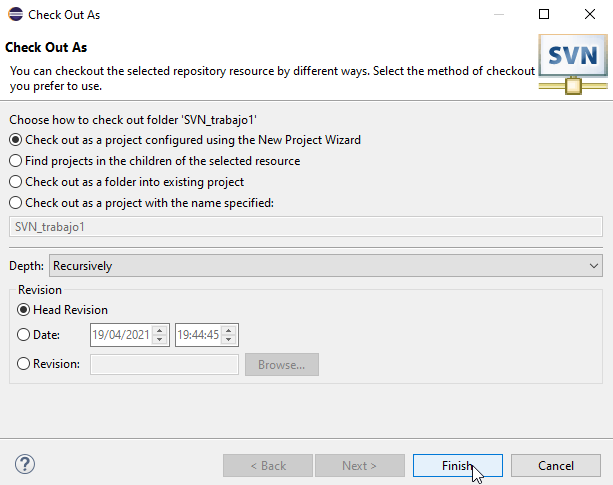 Check Out As
Check Out As
You can checkout the selected repository resource by different ways. Select the method of checkout
you prefer to use.
SVN
Choose how to check out folder 'SVN_trabajo1'
Check out as a project configured using the New Project Wizard
Find projects in the children of the selected resource
Check out as a folder into existing project
Check out as a project with the name specified:
SVN_trabajo1
Depth: Recursively
Revision
Head Revision
Date: 19/04/2021 19:44:45
Revision: Browse...
? < Back Next > Finish Cancel